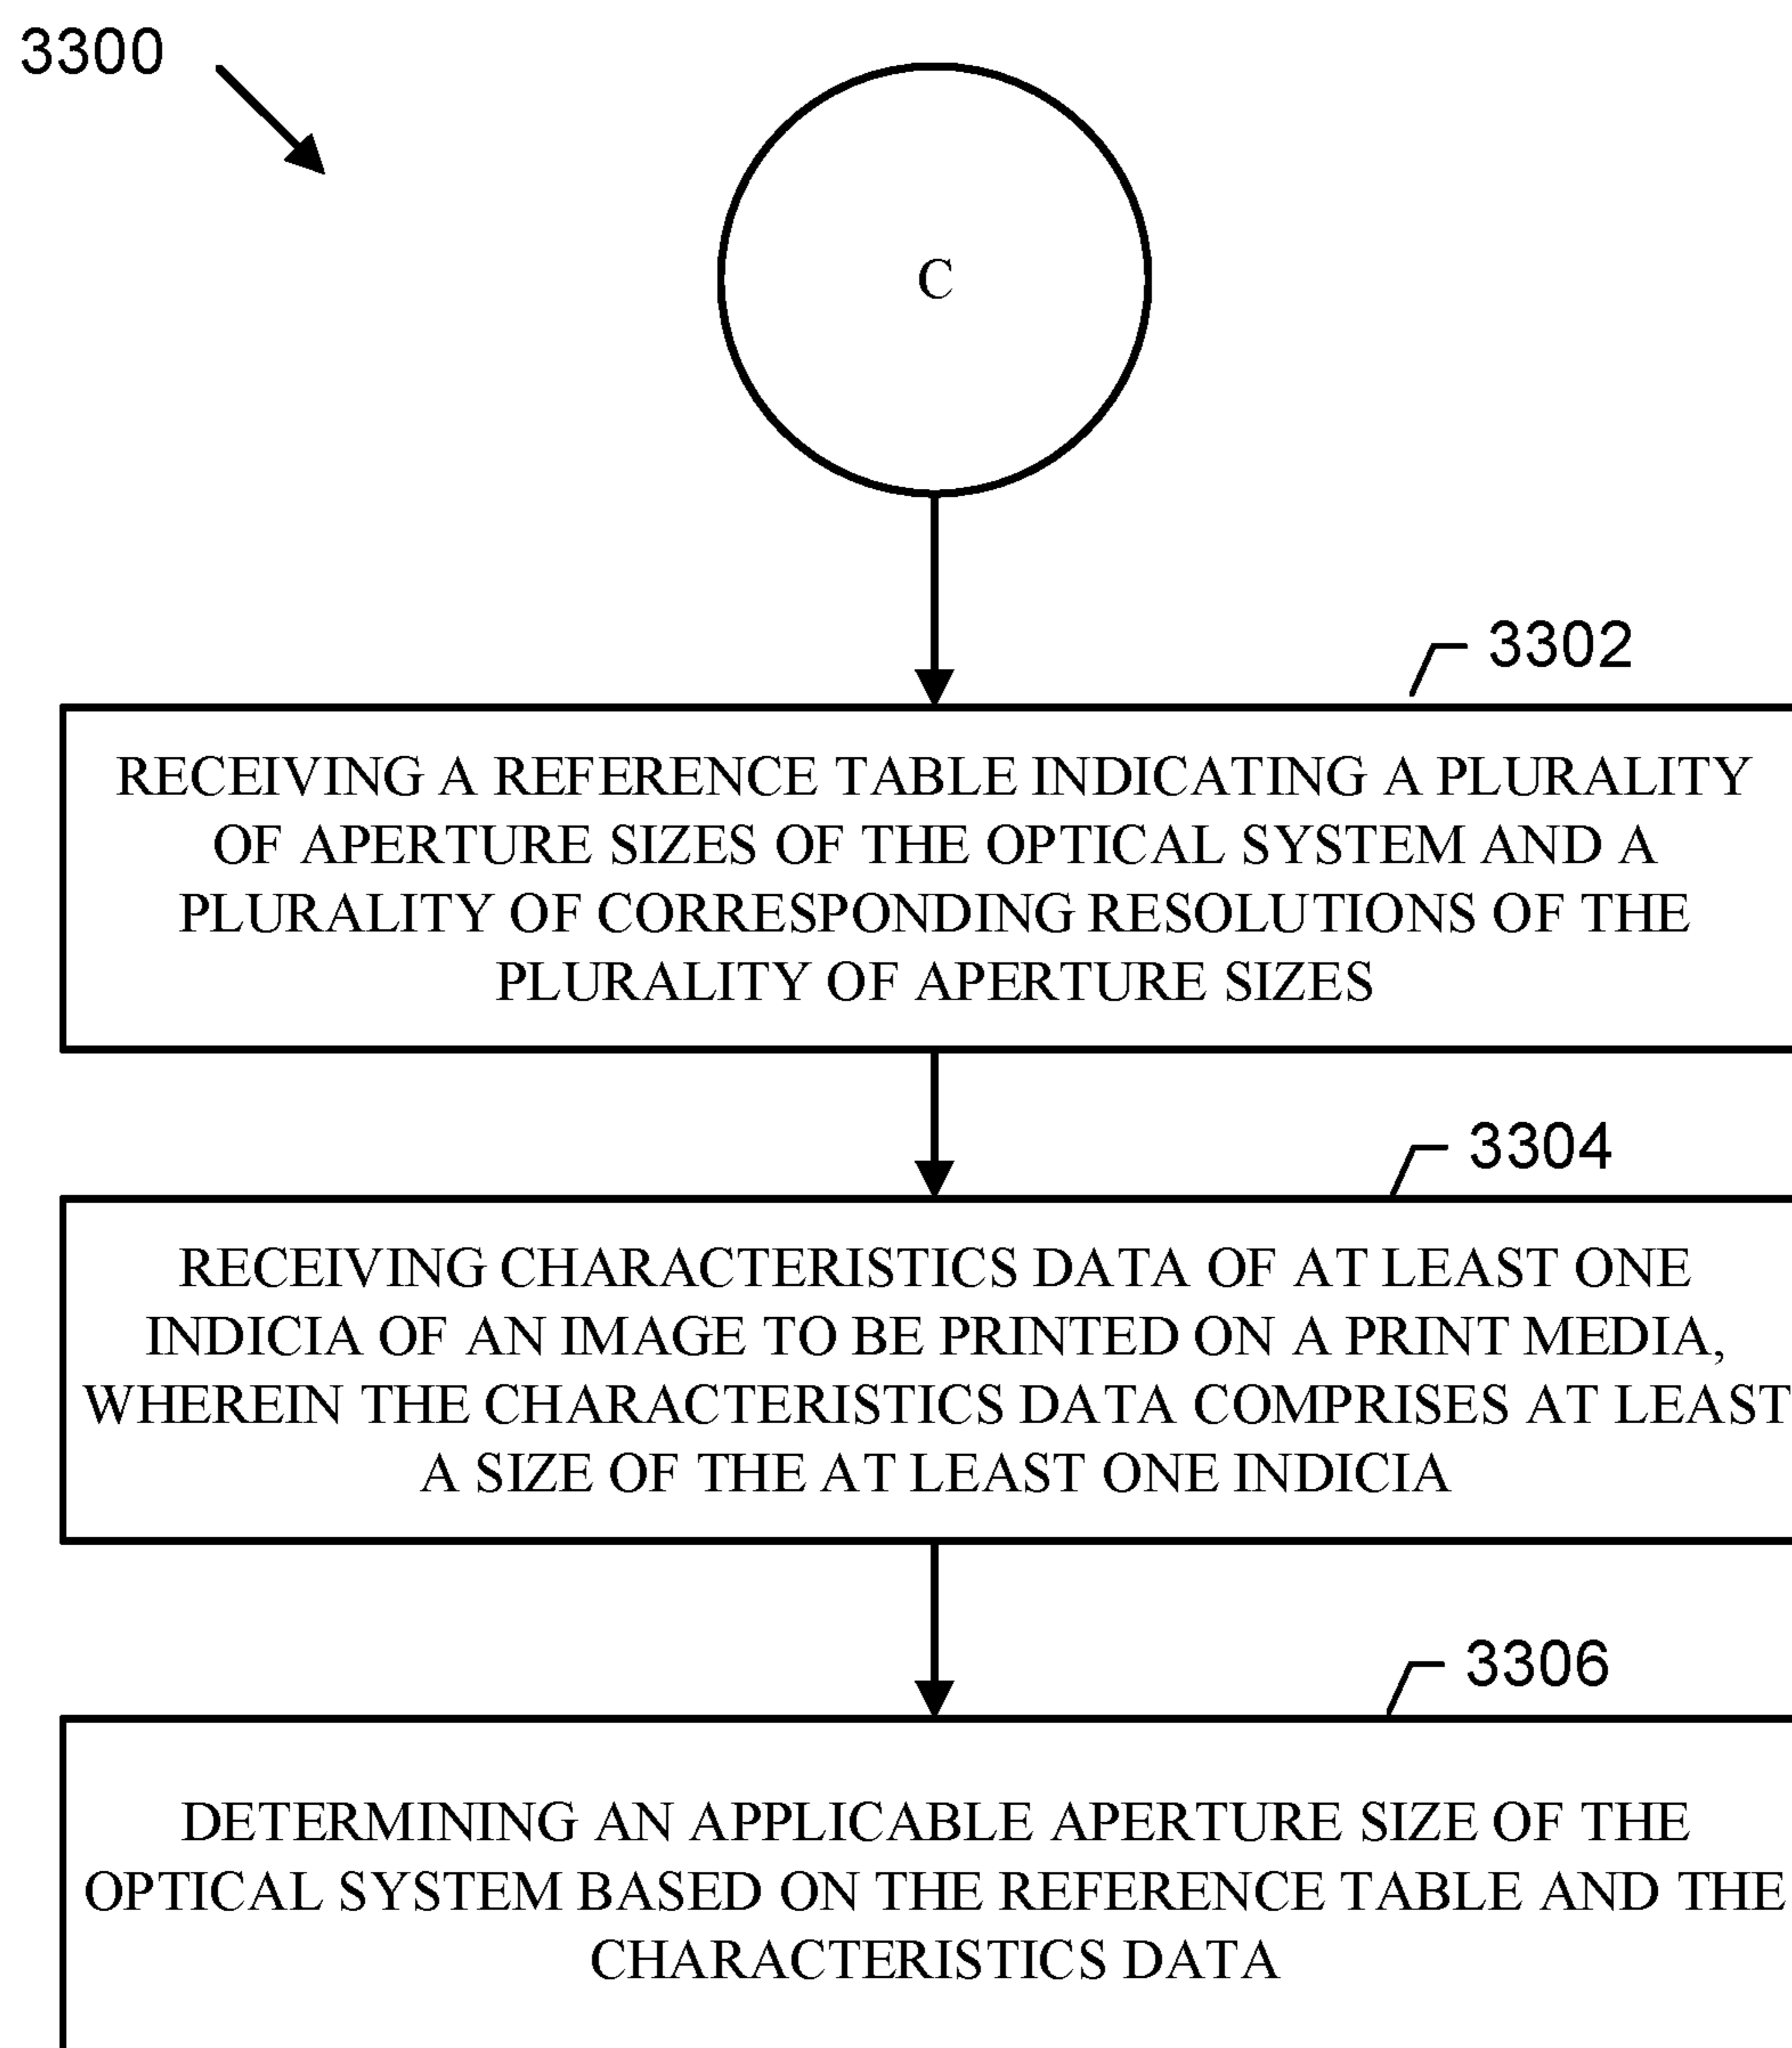 3300
C
3302
RECEIVING A REFERENCE TABLE INDICATING A PLURALITY
OF APERTURE SIZES OF THE OPTICAL SYSTEM AND A
PLURALITY OF CORRESPONDING RESOLUTIONS OF THE
PLURALITY OF APERTURE SIZES
3304
RECEIVING CHARACTERISTICS DATA OF AT LEAST ONE
INDICIA OF AN IMAGE TO BE PRINTED ON A PRINT MEDIA,
WHEREIN THE CHARACTERISTICS DATA COMPRISES AT LEAST
A SIZE OF THE AT LEAST ONE INDICIA
3306
DETERMINING AN APPLICABLE APERTURE SIZE OF THE
OPTICAL SYSTEM BASED ON THE REFERENCE TABLE AND THE
CHARACTERISTICS DATA